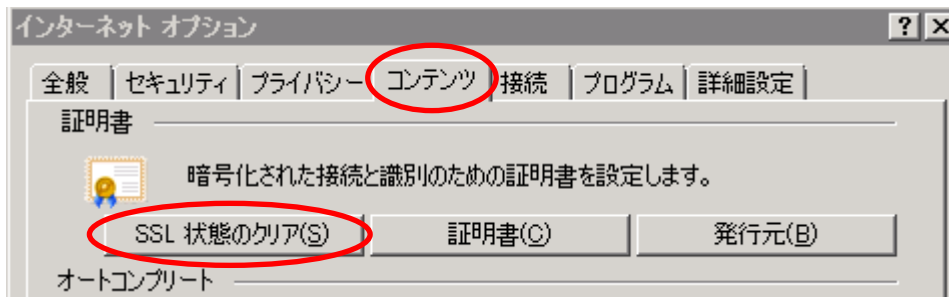 インターネット オプション
全般 セキュリティ プライバシー コンテンツ 接続 プログラム 詳細設定
証明書
暗号化された接続と識別のための証明書を設定します。
SSL 状態のクリア(S) 証明書(C) 発行元(B)
オートコンプリート